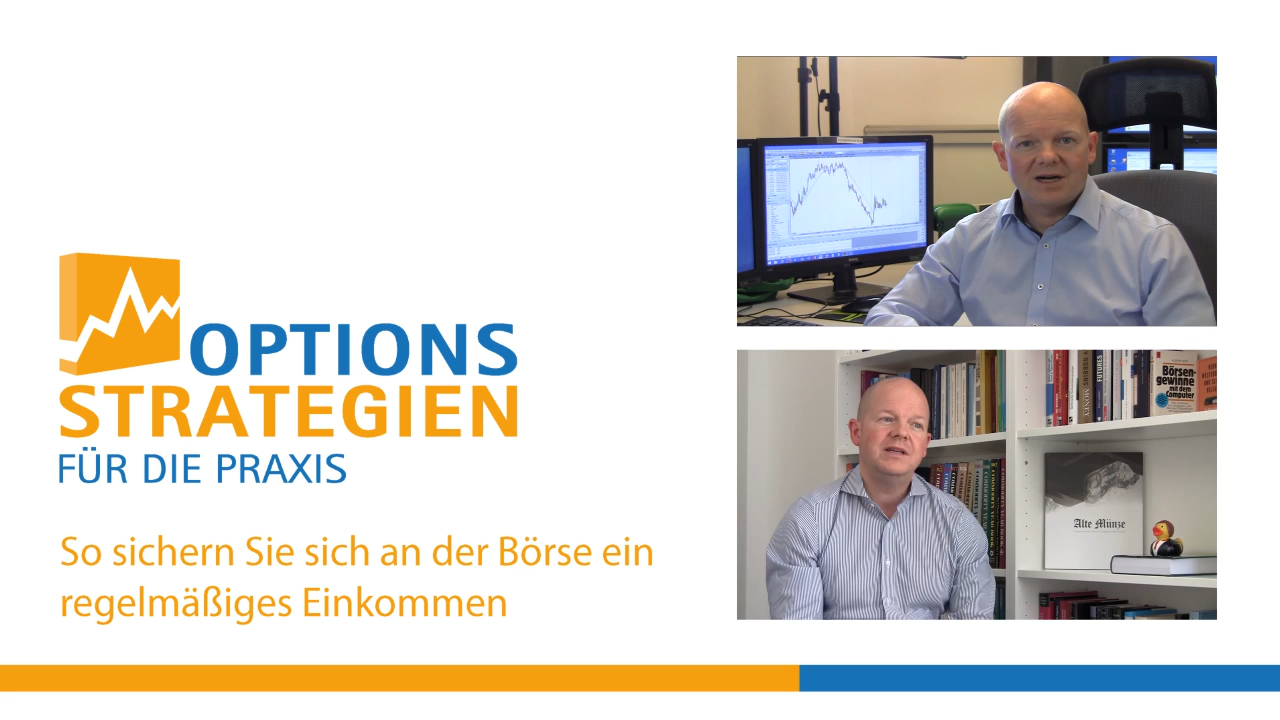 OPTIONS
STRATEGIEN
FÜR DIE PRAXIS
So sichern Sie sich an der Börse ein
regelmäßiges Einkommen
FUTURES
MONEY
Börsen-
gewinne
mit dem
Computer
Alte Münze